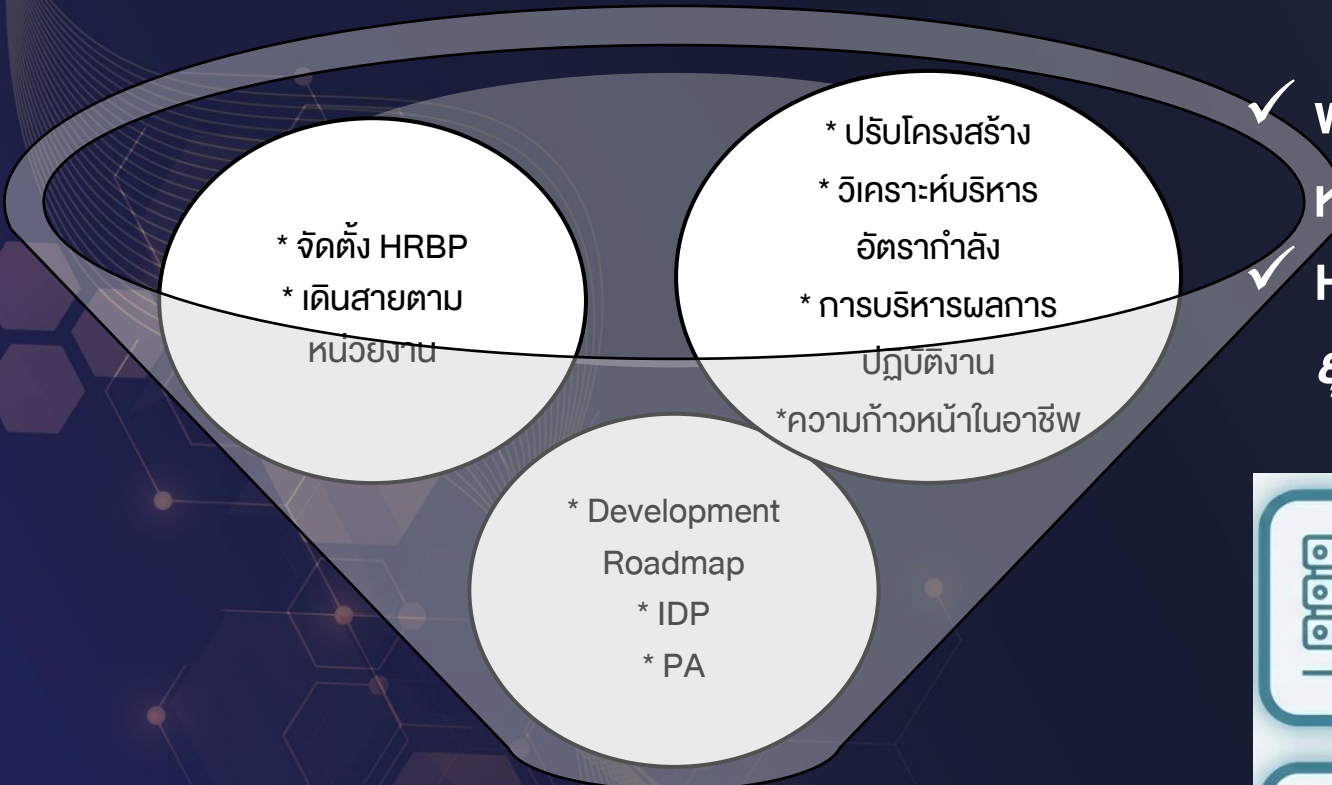 * จัดตั้ง HRBP
* เดินสายตาม
หน่วยงาน
* ปรับโครงสร้าง
* วิเคราะห์บริหาร
อัตรากำลัง
* การบริหารผลการ
ปฏิบัติงาน
*ความก้าวหน้าในอาชีพ
* Development
Roadmap
* IDP
* PA